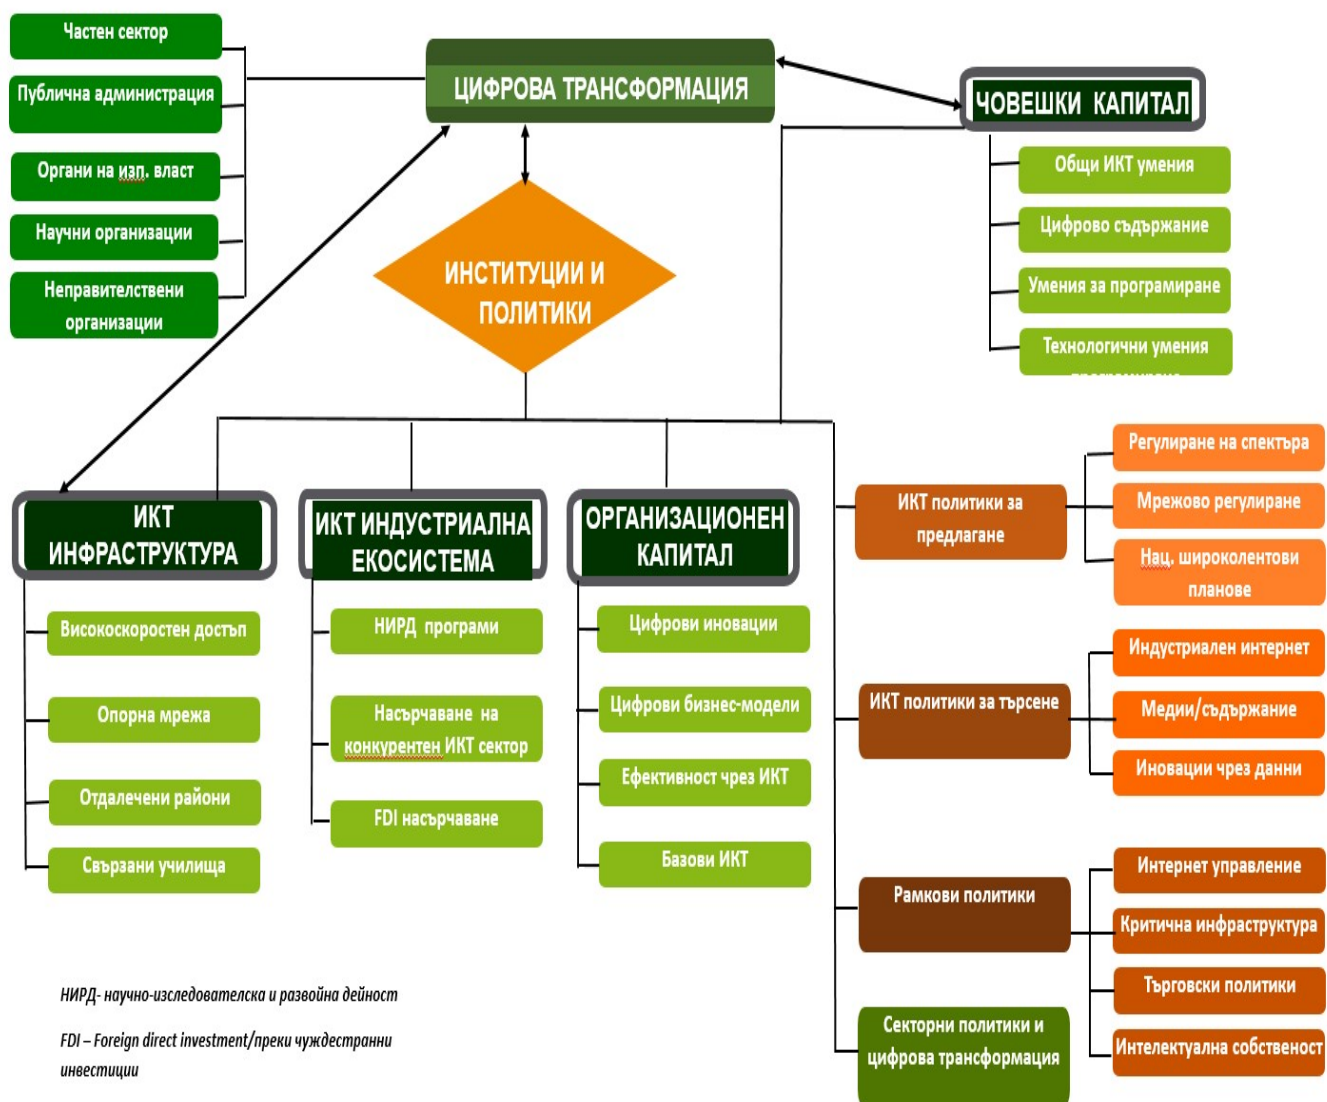 Частен сектор
Публична администрация
Органи на изп. власт
Научни организации
Неправителствени
организации
ЦИФРОВА ТРАНСФОРМАЦИЯ
ЧОВЕШКИ КАПИТАЛ
Общи ИКТ умения
Цифрово съдържание
Умения за програмиране
Технологични умения
ИНСТИТУЦИИ И
ПОЛИТИКИ
ИКТ
ИНФРАСТРУКТУРА
Високоскоростен достъп
Опорна мрежа
Отдалечени райони
Свързани училища
ИКТ ИНДУСТРИАЛНА
ЕКОСИСТЕМА
НИРД програми
Насърчаване на
конкурентен ИКТ сектор
FDI насърчаване
ОРГАНИЗАЦИОНЕН
КАПИТАЛ
Цифрови иновации
Цифрови бизнес-модели
Ефективност чрез ИКТ
Базови ИКТ
ИКТ политики за
предлагане
Регулиране на спектъра
Мрежово регулиране
Нац. широколентови
планове
ИКТ политики за търсене
Индустриален интернет
Медии/съдържание
Иновации чрез данни
Рамкови политики
Интернет управление
Критична инфраструктура
Търговски политики
Интелектуална собственост
Секторни политики и
цифрова трансформация
НИРД- научно-изследователска и развойна дейност
FDI – Foreign direct investment/преки чуждестранни
инвестиции